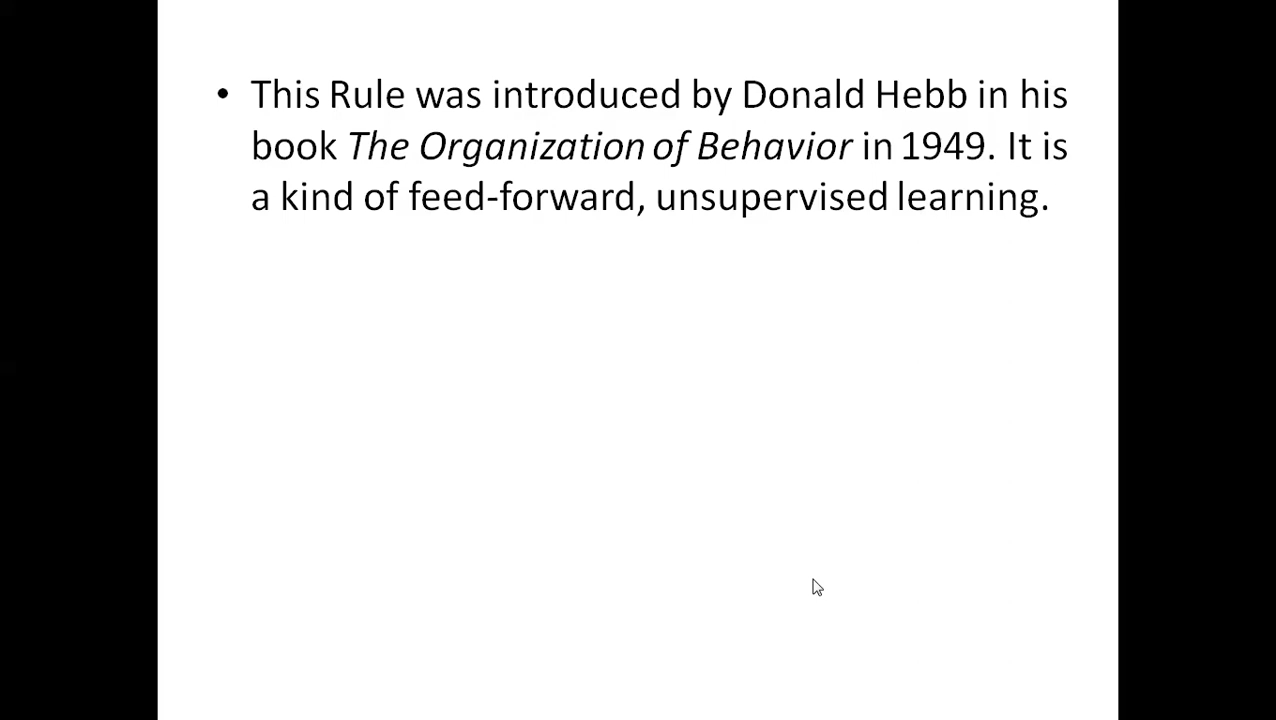 • This Rule was introduced by Donald Hebb in his
book The Organization of Behavior in 1949. It is
a kind of feed-forward, unsupervised learning.